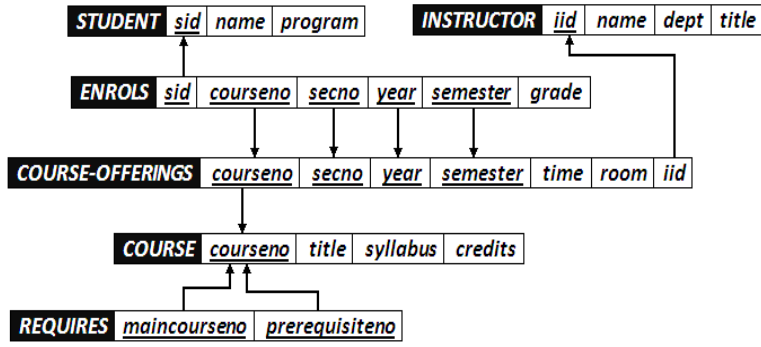 STUDENT sid name program INSTRUCTOR iid name dept title
ENROLS sid courseno secno year semester grade
COURSE-OFFERINGS courseno secno year semester time room iid
COURSE courseno title syllabus credits
REQUIRES maincourseno prerequisiteno